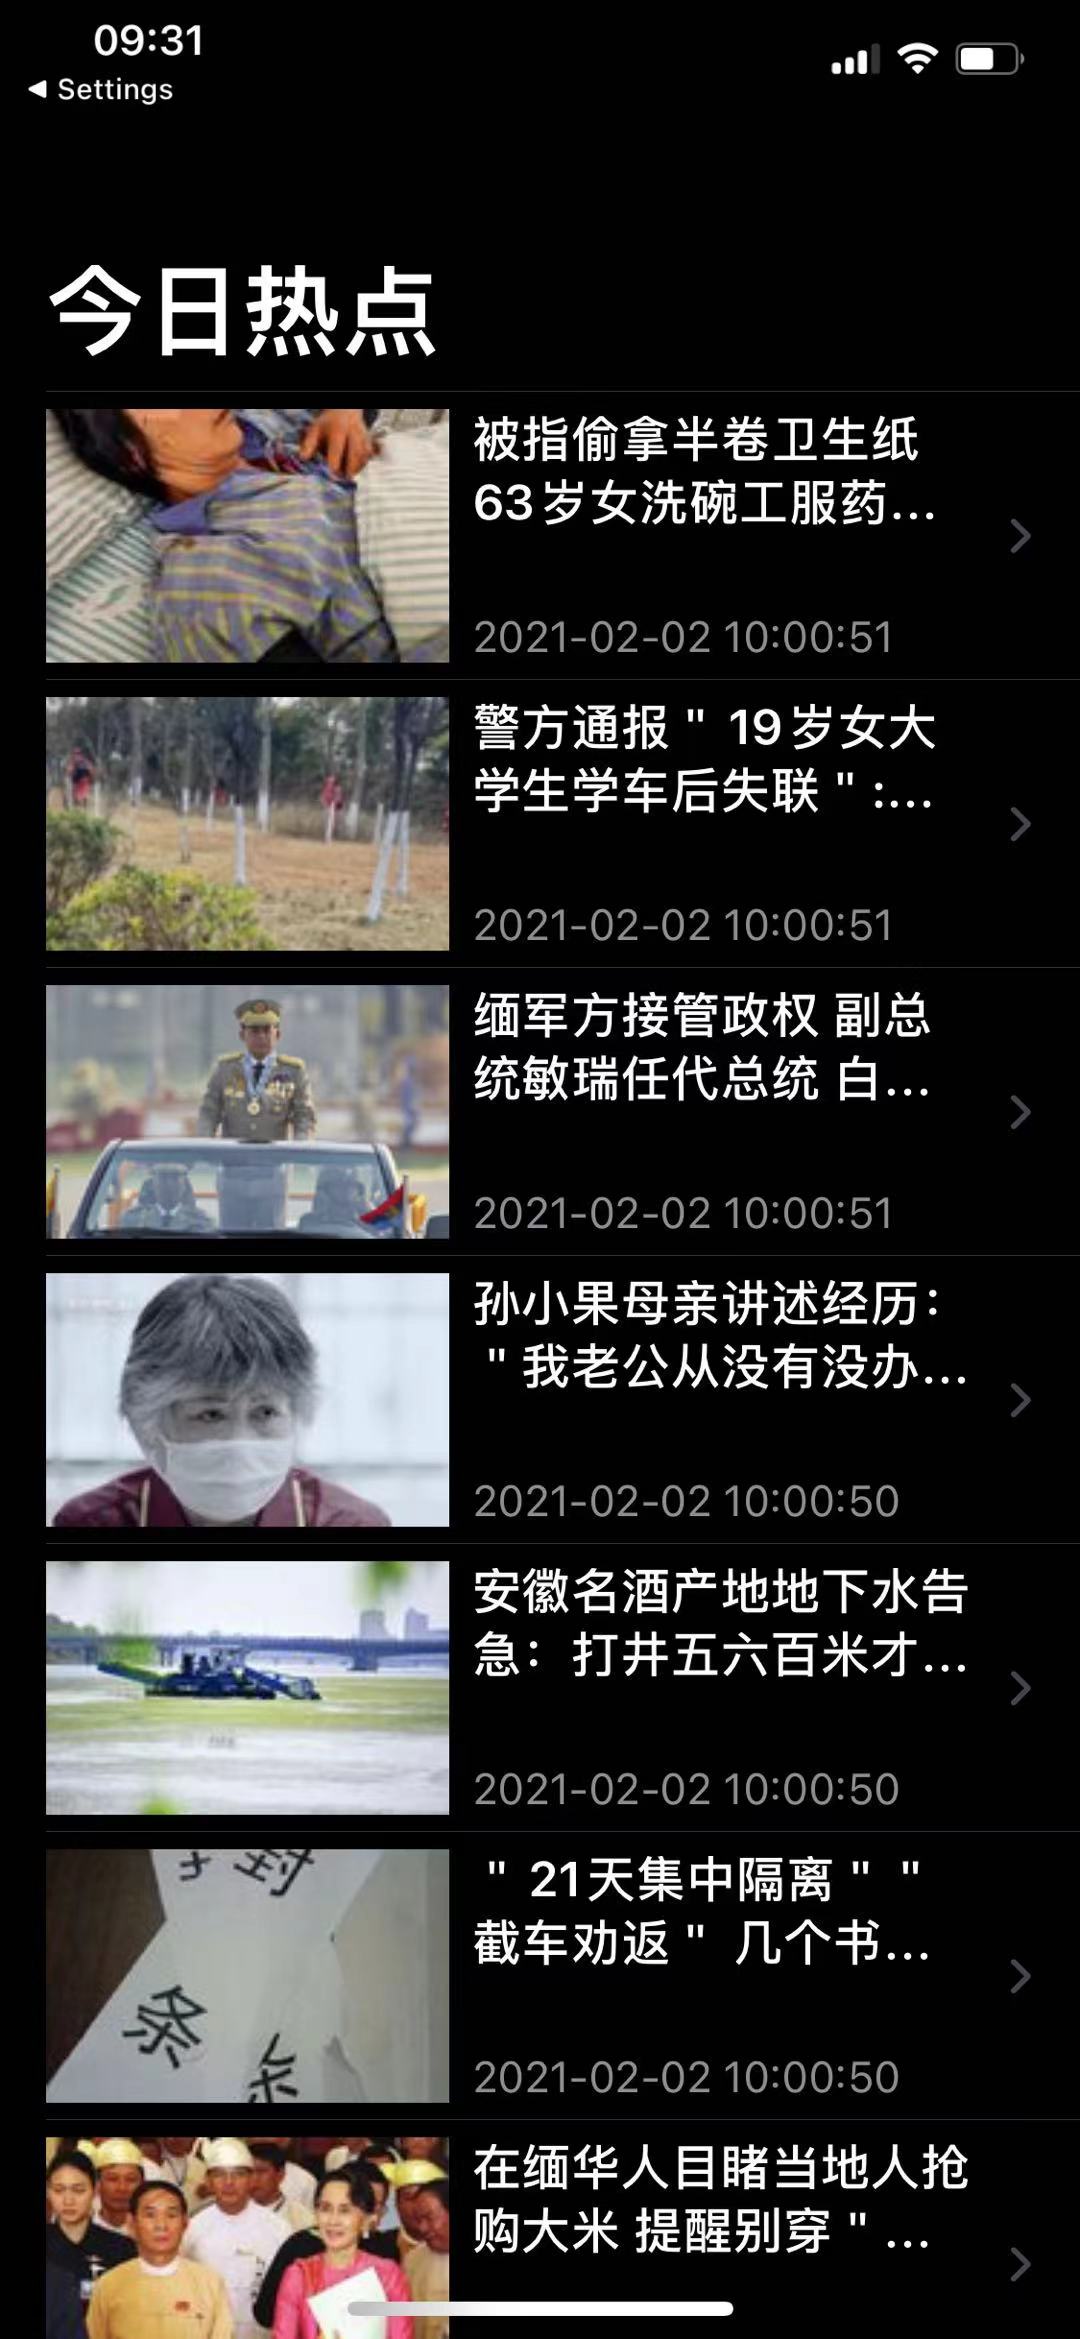 09:31
Settings
今日热点
被指偷拿半卷卫生纸
63岁女洗碗工服药...
2021-02-02 10:00:51
警方通报＂19岁女大
学生学车后失联＂:...
2021-02-02 10:00:51
缅军方接管政权 副总
统敏瑞任代总统 白...
2021-02-02 10:00:51
孙小果母亲讲述经历：
＂我老公从没有没办...
2021-02-02 10:00:50
安徽名酒产地地下水告
急：打井五六百米才...
2021-02-02 10:00:50
封
条
＂21天集中隔离＂＂
截车劝返＂ 几个书...
2021-02-02 10:00:50
在缅华人目睹当地人抢
购大米 提醒别穿＂...